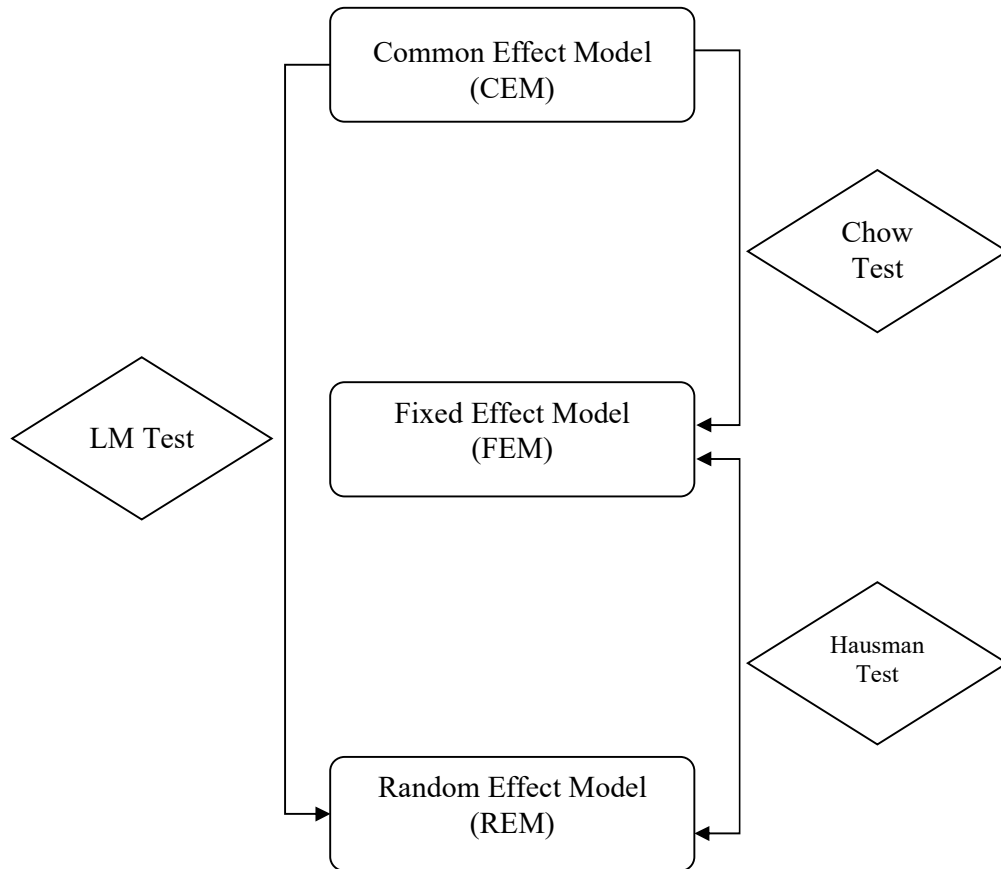 Common Effect Model
(CEM)
Chow
Test
Fixed Effect Model
(FEM)
LM Test
Hausman
Test
Random Effect Model
(REM)